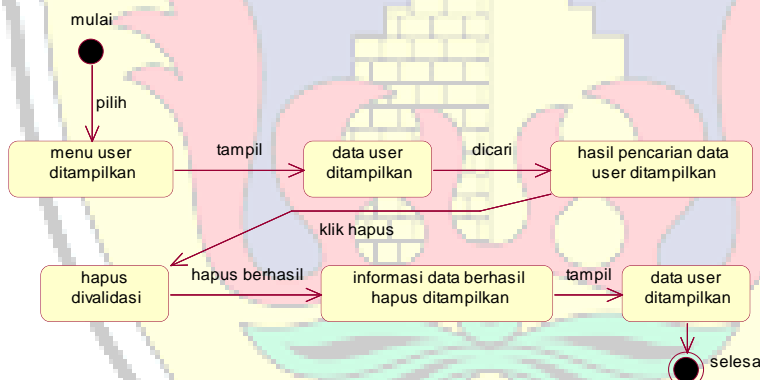 mulai
pilih
menu user
ditampilkan
tampil
data user
ditampilkan
dicari
hasil pencarian data
user ditampilkan
klik hapus
hapus
divalidasi
hapus berhasil
informasi data berhasil
hapus ditampilkan
tampil
data user
ditampilkan
selesa